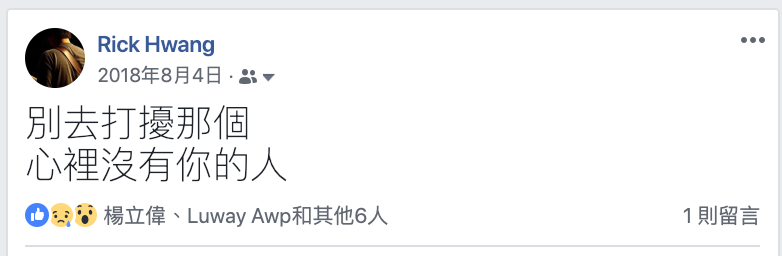 Rick Hwang
2018年8月4日 ·
別去打擾那個
心裡沒有你的人
楊立偉、Luway Awp和其他6人
1 則留言